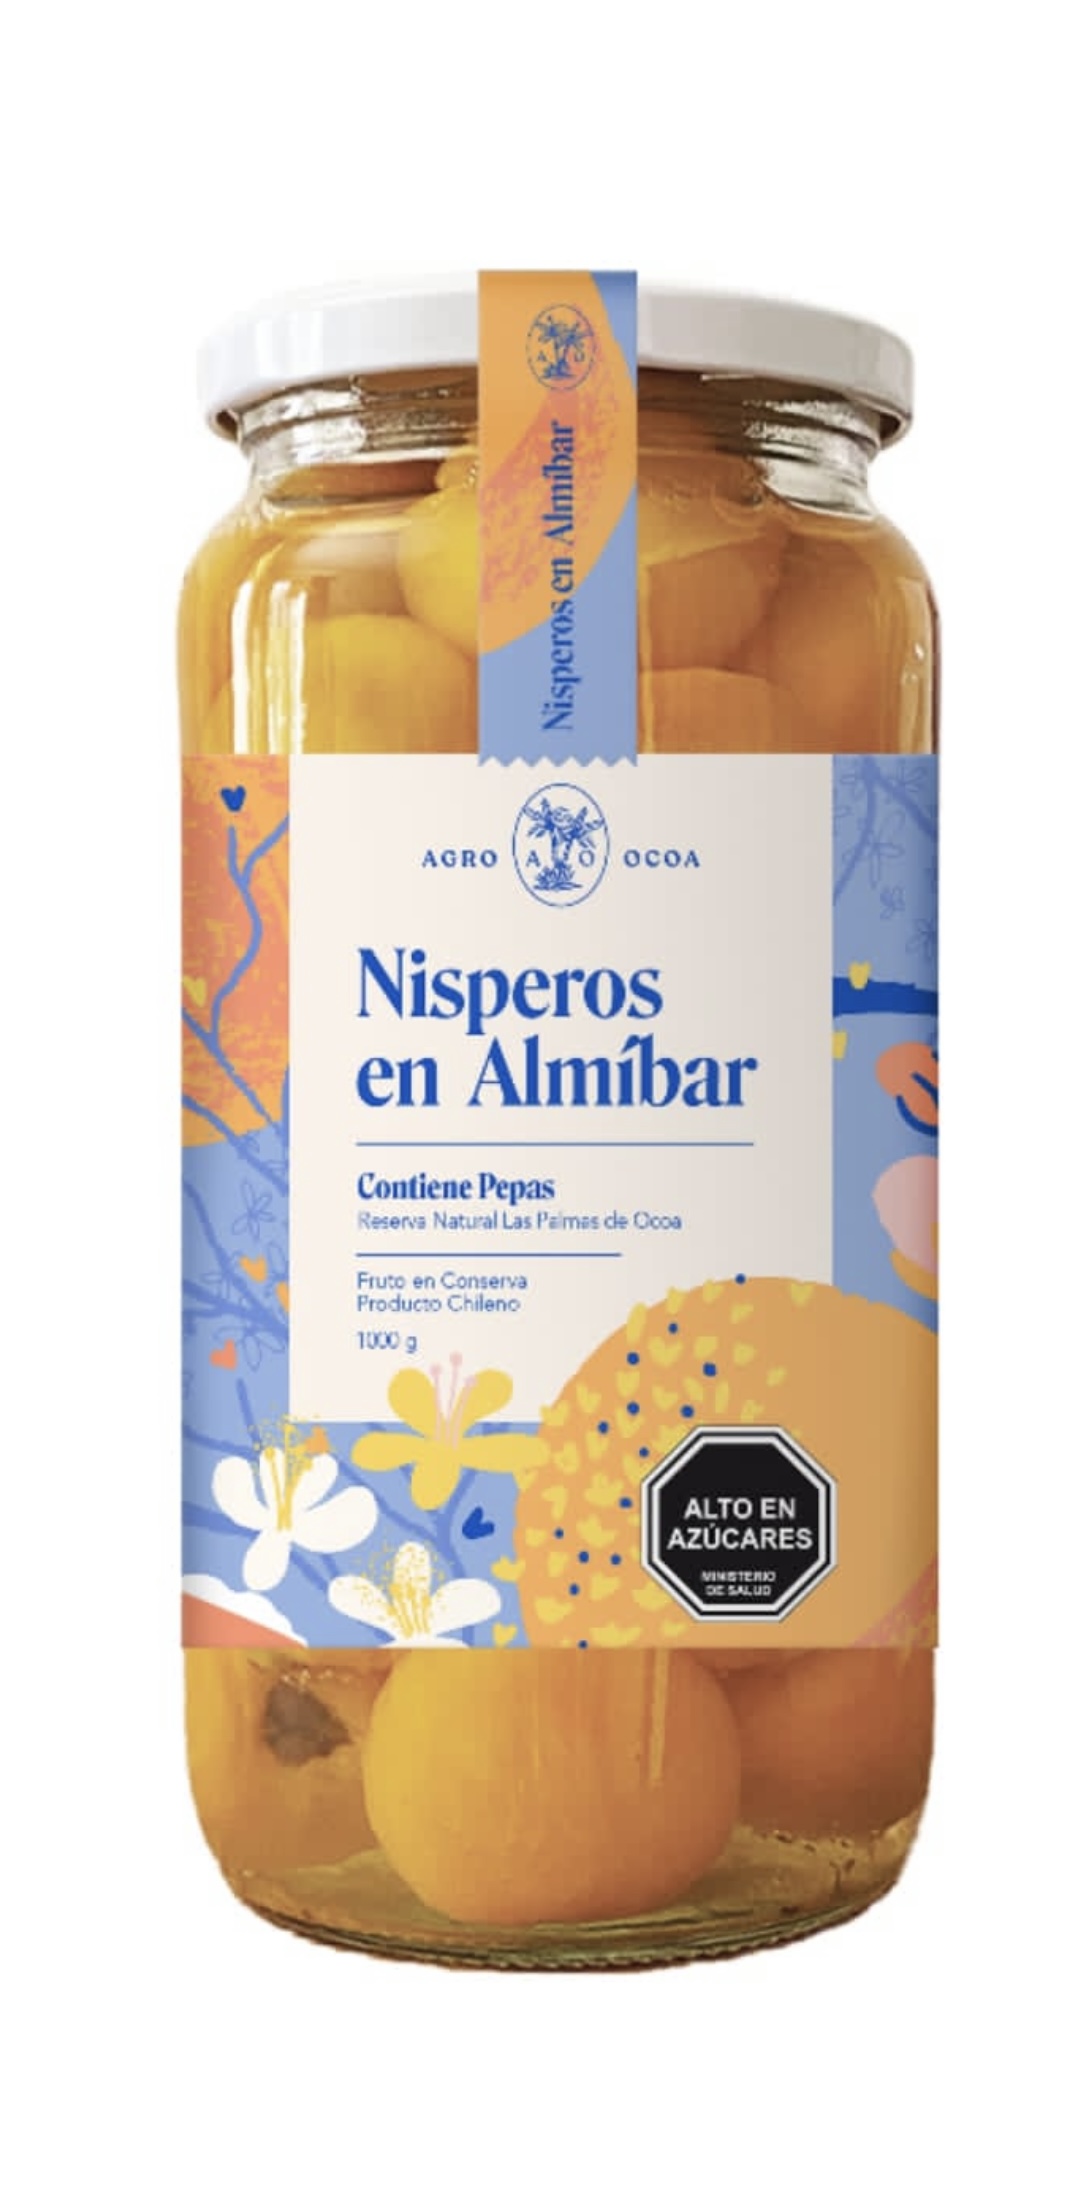 A O
Nisperos en Almíbar
AGRO A O OCOA
Nisperos
en Almíbar
Contiene Pepas
Reserva Natural Las Palmas de Ocoa
Fruto en Conserva
Producto Chileno
1000 g
ALTO EN
AZÚCARES
MINISTERIO
DE SALUD